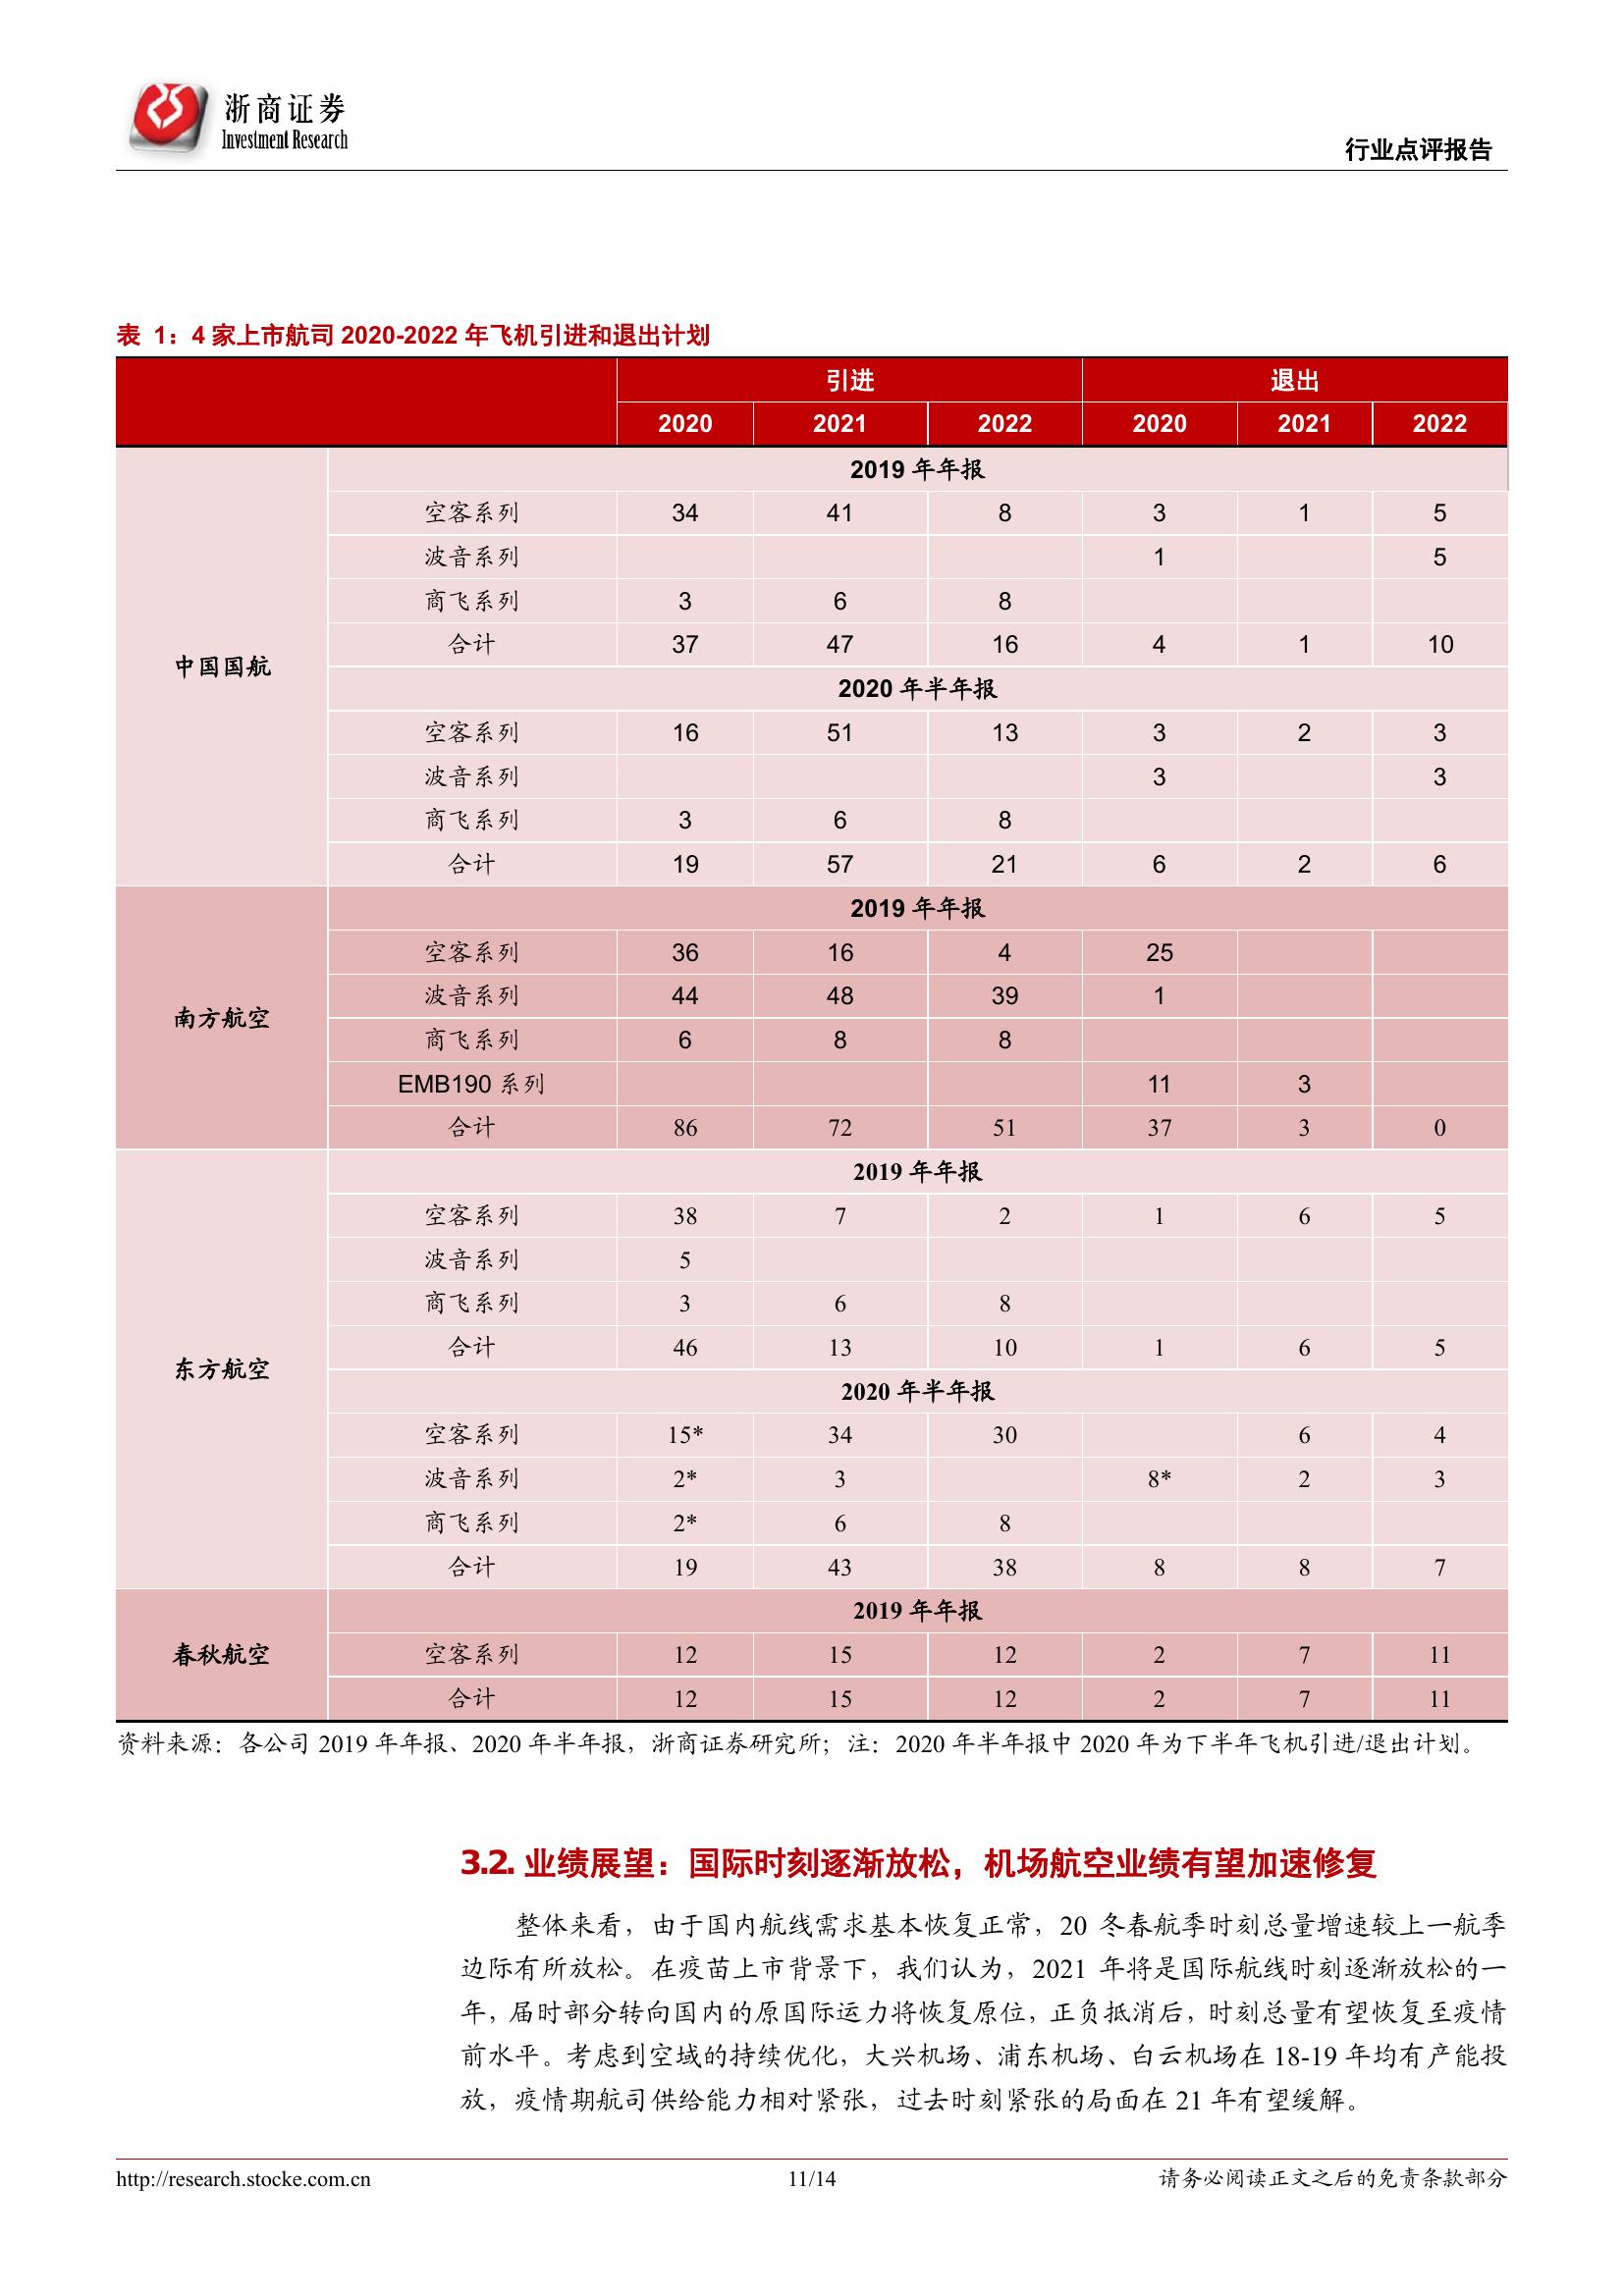 浙商证券
Investment Research
行业点评报告
表 1：4 家上市航司 2020-2022 年飞机引进和退出计划
引进 退出
2020 2021 2022 2020 2021 2022
中国国航
2019 年年报
空客系列 34 41 8 3 1 5
波音系列 1 5
商飞系列 3 6 8
合计 37 47 16 4 1 10
2020 年半年报
空客系列 16 51 13 3 2 3
波音系列 3 3
商飞系列 3 6 8
合计 19 57 21 6 2 6
南方航空
2019 年年报
空客系列 36 16 4 25
波音系列 44 48 39 1
商飞系列 6 8 8
EMB190 系列 11 3
合计 86 72 51 37 3 0
东方航空
2019 年年报
空客系列 38 7 2 1 6 5
波音系列 5
商飞系列 3 6 8
合计 46 13 10 1 6 5
2020 年半年报
空客系列 15* 34 30 6 4
波音系列 2* 3 8* 2 3
商飞系列 2* 6 8
合计 19 43 38 8 8 7
春秋航空
2019 年年报
空客系列 12 15 12 2 7 11
合计 12 15 12 2 7 11
资料来源：各公司 2019 年年报、2020 年半年报，浙商证券研究所；注：2020 年半年报中 2020 年为下半年飞机引进/退出计划。
3.2. 业绩展望：国际时刻逐渐放松，机场航空业绩有望加速修复
整体来看，由于国内航线需求基本恢复正常，20 冬春航季时刻总量增速较上一航季
边际有所放松。在疫苗上市背景下，我们认为，2021 年将是国际航线时刻逐渐放松的一
年，届时部分转向国内的原国际运力将恢复原位，正负抵消后，时刻总量有望恢复至疫情
前水平。考虑到空域的持续优化，大兴机场、浦东机场、白云机场在 18-19 年均有产能投
放，疫情期航司供给能力相对紧张，过去时刻紧张的局面在 21 年有望缓解。
http://research.stocke.com.cn 11/14 请务必阅读正文之后的免责条款部分